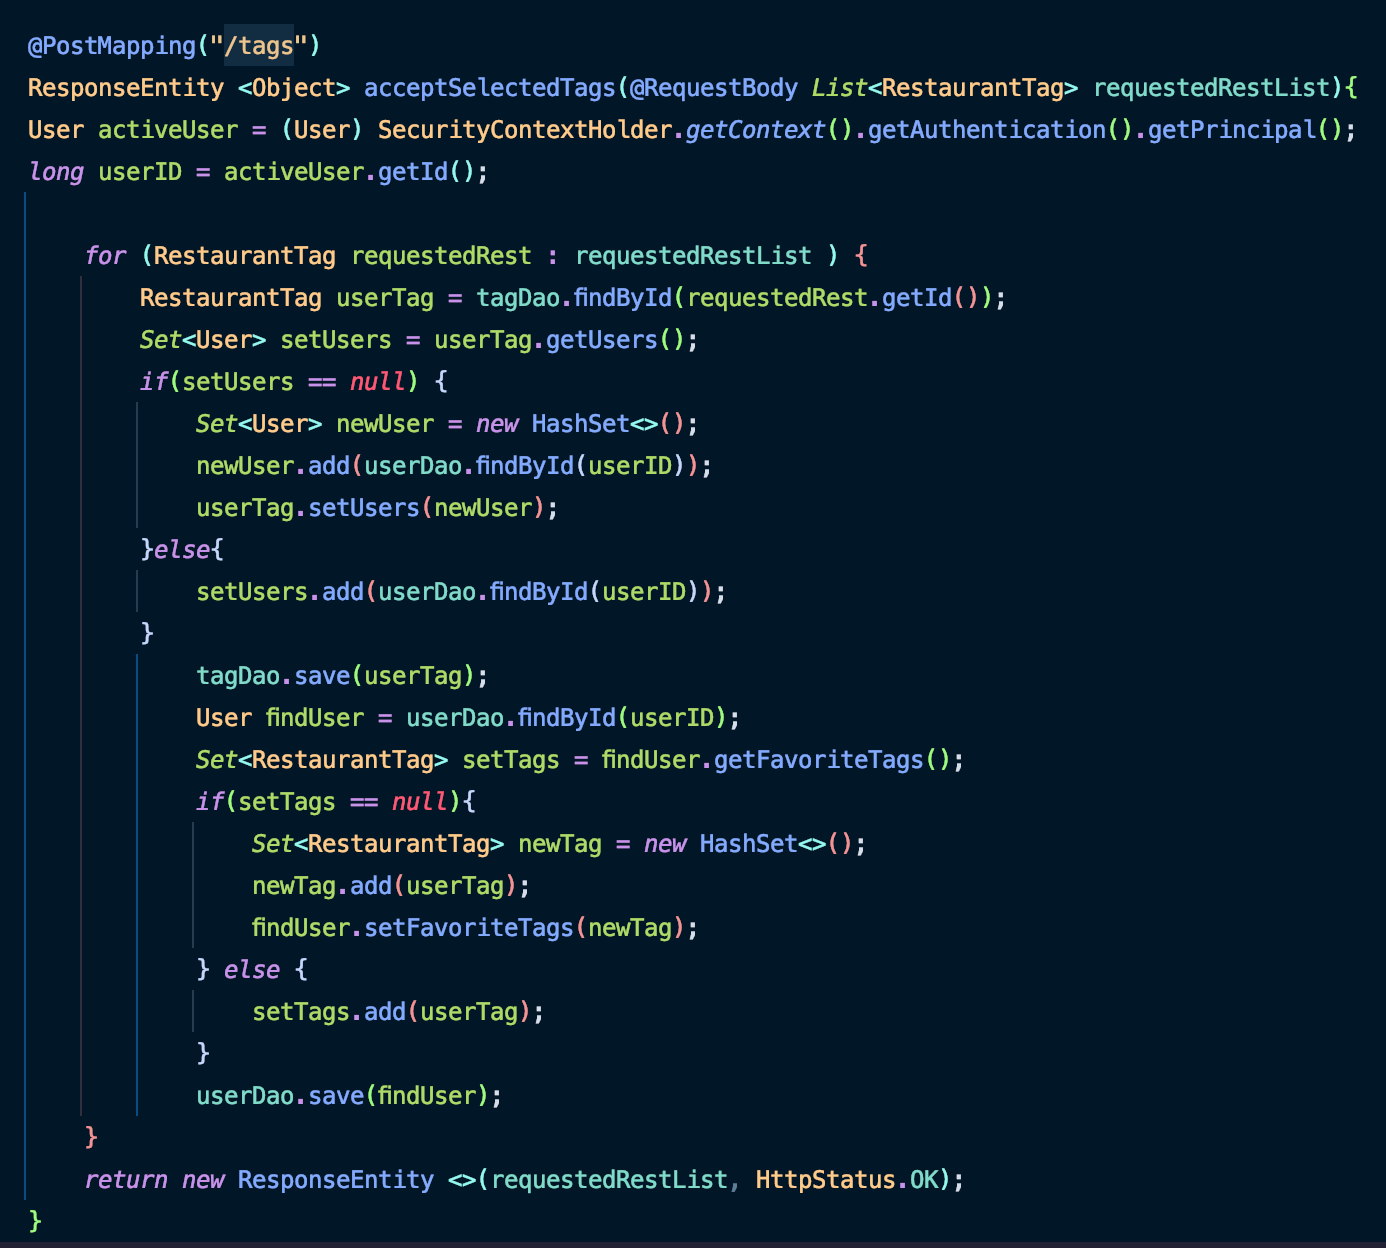 @PostMapping("/tags")
ResponseEntity <Object> acceptSelectedTags(@RequestBody List<RestaurantTag> requestedRestList){
User activeUser = (User) SecurityContextHolder.getContext().getAuthentication().getPrincipal();
long userID = activeUser.getId();
    for (RestaurantTag requestedRest : requestedRestList ) {
        RestaurantTag userTag = tagDao.findById(requestedRest.getId());
        Set<User> setUsers = userTag.getUsers();
        if(setUsers == null) {
            Set<User> newUser = new HashSet<>();
            newUser.add(userDao.findById(userID));
            userTag.setUsers(newUser);
        }else{
            setUsers.add(userDao.findById(userID));
        }
            tagDao.save(userTag);
            User findUser = userDao.findById(userID);
            Set<RestaurantTag> setTags = findUser.getFavoriteTags();
            if(setTags == null){
                Set<RestaurantTag> newTag = new HashSet<>();
                newTag.add(userTag);
                findUser.setFavoriteTags(newTag);
            } else {
                setTags.add(userTag);
            }
            userDao.save(findUser);
    }
    return new ResponseEntity <>(requestedRestList, HttpStatus.OK);
}